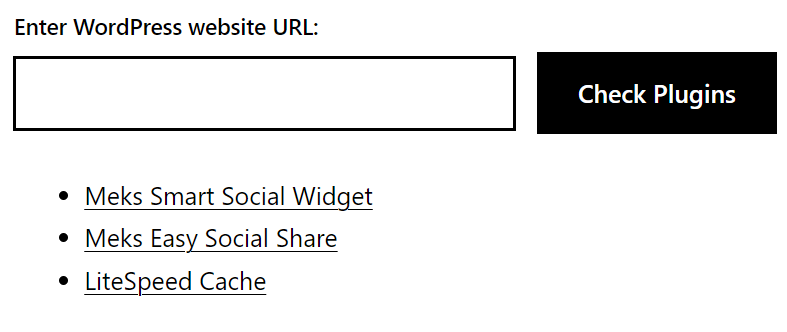 Enter WordPress website URL:
Check Plugins
Meks Smart Social Widget
Meks Easy Social Share
LiteSpeed Cache